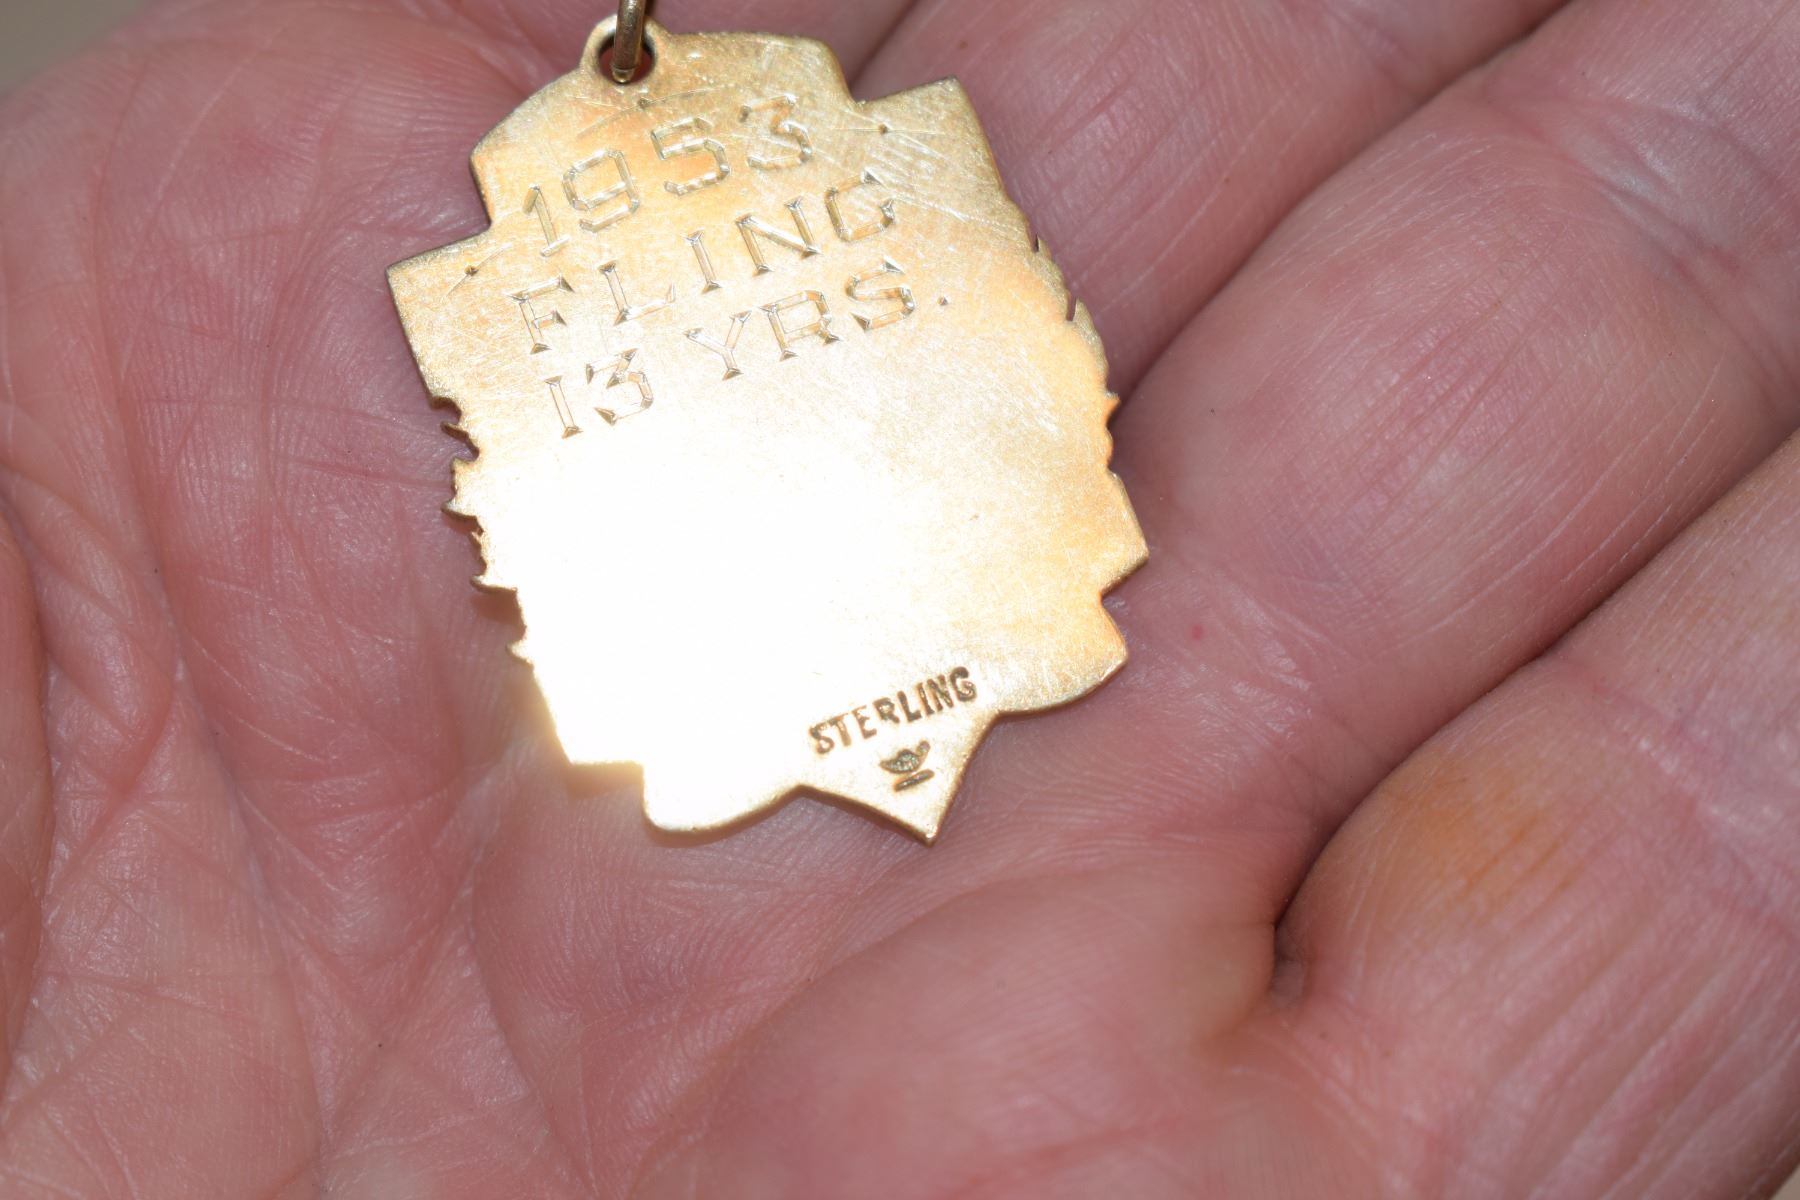 1953
FLING
13 YRS.
STERLING